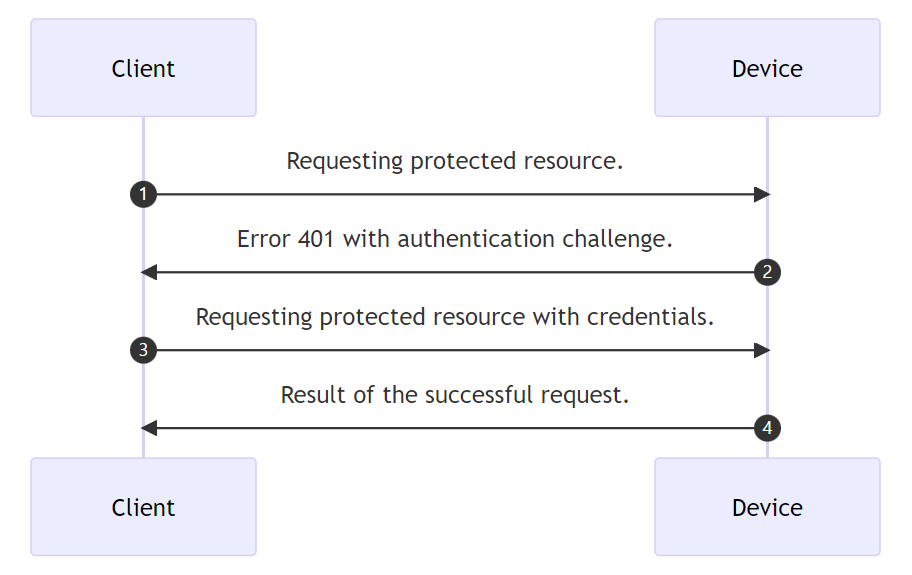 Client
Device
Requesting protected resource.
1
Error 401 with authentication challenge.
2
Requesting protected resource with credentials.
3
Result of the successful request.
4
Client
Device